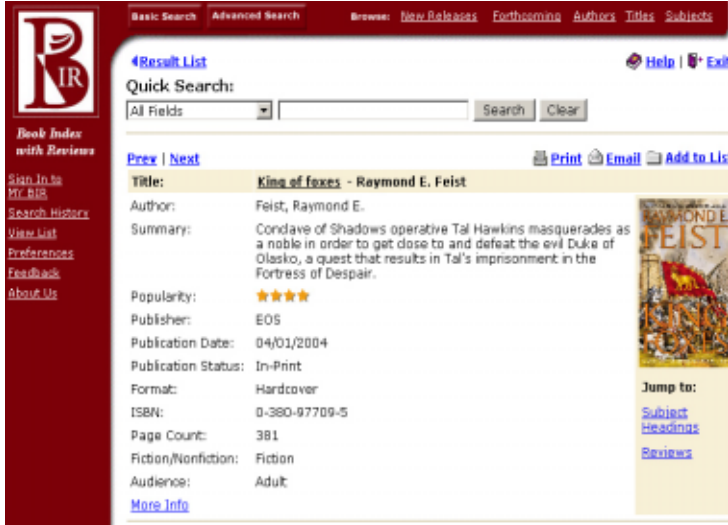 Basic Search Advanced Search Browse: New Releases Forthcoming Authors Titles Subjects
BIR
Book Index
with Reviews
Sign In to
MY BIR
Search History
View List
Preferences
Feedback
About Us
Result List Help | Exit
Quick Search:
All Fields Search Clear
Prev | Next Print Email Add to Lis
Title: King of foxes - Raymond E. Feist
Author: Feist, Raymond E.
Summary: Conclave of Shadows operative Tal Hawkins masquerades as
a noble in order to get close to and defeat the evil Duke of
Olasko, a quest that results in Tal's imprisonment in the
Fortress of Despair.
Popularity:
Publisher: EOS
Publication Date: 04/01/2004
Publication Status: In-Print
Format: Hardcover
ISBN: 0-380-97709-5
Page Count: 381
Fiction/Nonfiction: Fiction
Audience: Adult
More Info
RAYMOND E
FEIST
KING
FOXES
Jump to:
Subject
Headings
Reviews